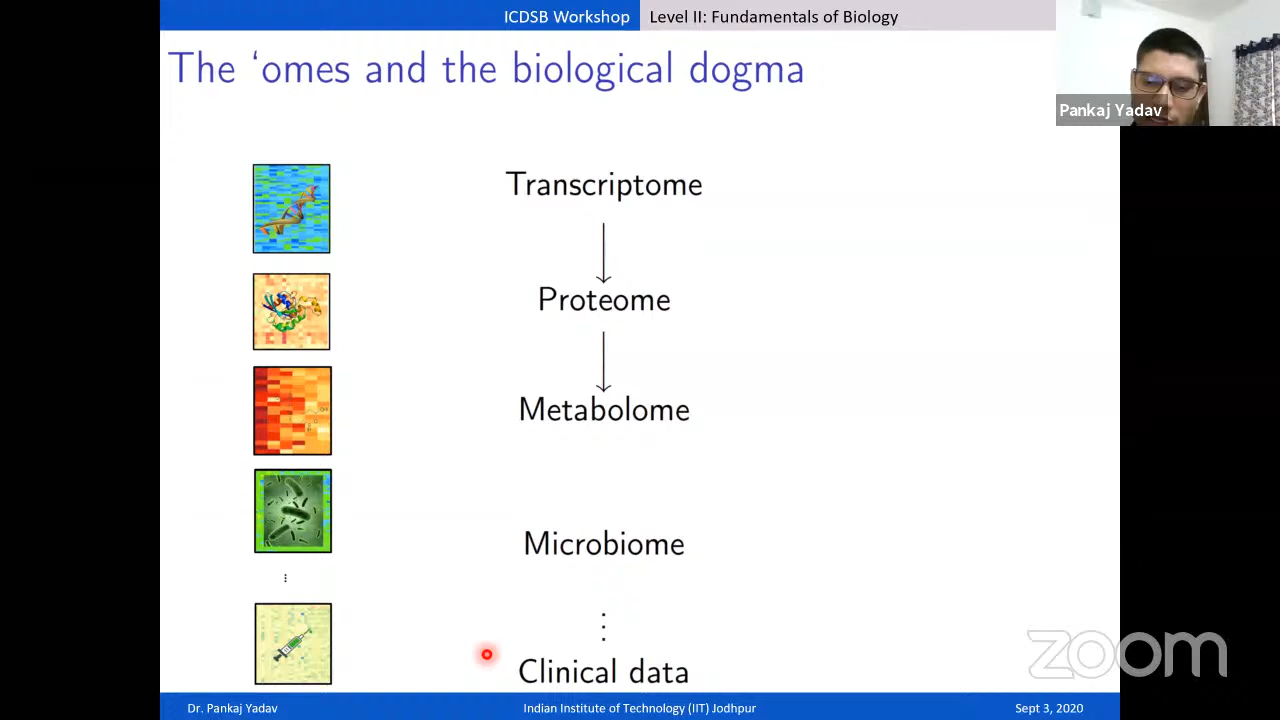 ICDSB Workshop Level II: Fundamentals of Biology
The ‘omes and the biological dogma
Pankaj Yadav
Transcriptome
Proteome
Metabolome
Microbiome
Clinical data
zoom
Dr. Pankaj Yadav Indian Institute of Technology (IIT) Jodhpur Sept 3, 2020